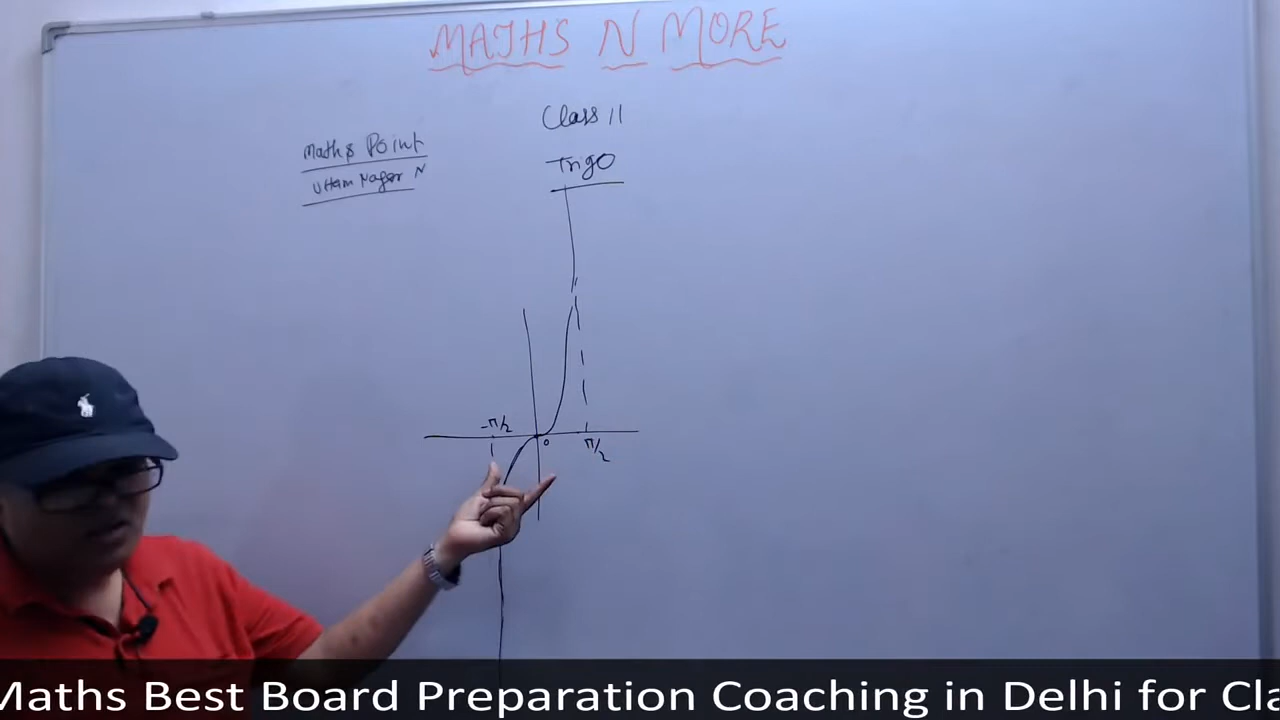 MATHS N MORE
Class 11
Maths Point
Uttam Nagar N
Trigo
-π/2
0
π/2
Maths Best Board Preparation Coaching in Delhi for Cla